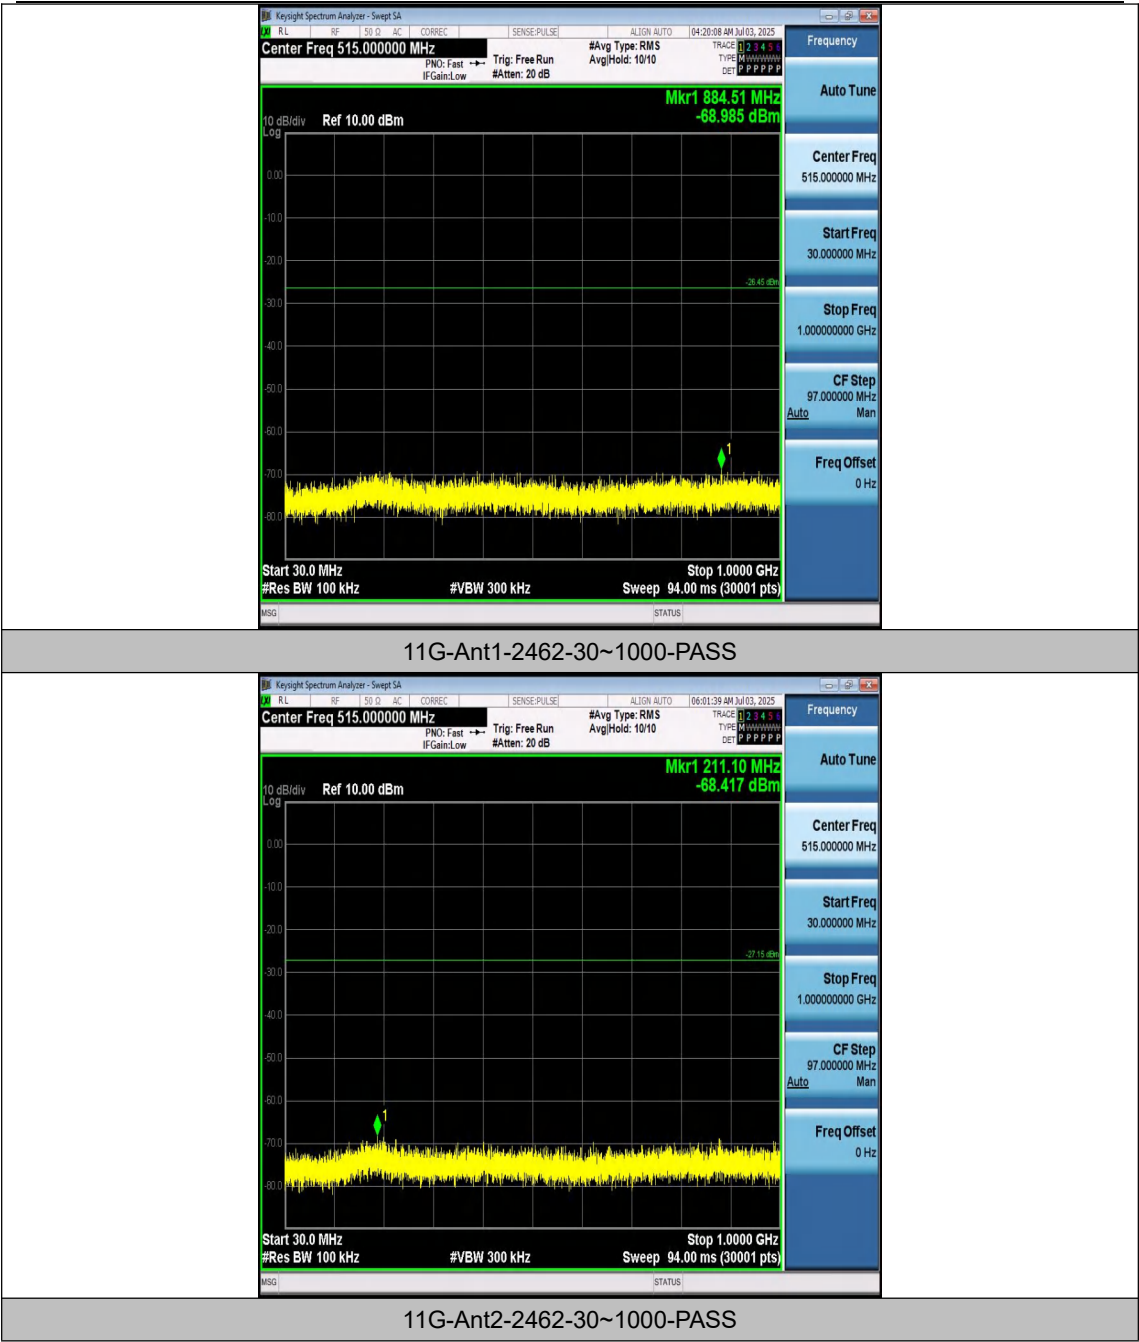 Keysight Spectrum Analyzer - Swept SA
RL RF 50 Ω AC CORREC SENSE:PULSE ALIGN AUTO 04:20:08 AM Jul 03, 2025
Center Freq 515.000000 MHz #Avg Type: RMS TRACE 1 2 3 4 5 6
PNO: Fast Trig: Free Run Avg|Hold: 10/10 TYPE M WWWWW
IFGain:Low #Atten: 20 dB DET P P P P P P
Mkr1 884.51 MHz
10 dB/div Ref 10.00 dBm -68.985 dBm
Log
0.00
-10.0
-20.0
-26.45 dBm
-30.0
-40.0
-50.0
-60.0
1
-70.0
-80.0
Start 30.0 MHz Stop 1.0000 GHz
#Res BW 100 kHz #VBW 300 kHz Sweep 94.00 ms (30001 pts)
MSG STATUS
Frequency
Auto Tune
Center Freq
515.000000 MHz
Start Freq
30.000000 MHz
Stop Freq
1.000000000 GHz
CF Step
97.000000 MHz
Auto Man
Freq Offset
0 Hz
11G-Ant1-2462-30~1000-PASS
Keysight Spectrum Analyzer - Swept SA
RL RF 50 Ω AC CORREC SENSE:PULSE ALIGN AUTO 06:01:39 AM Jul 03, 2025
Center Freq 515.000000 MHz #Avg Type: RMS TRACE 1 2 3 4 5 6
PNO: Fast Trig: Free Run Avg|Hold: 10/10 TYPE M WWWWW
IFGain:Low #Atten: 20 dB DET P P P P P P
Mkr1 211.10 MHz
10 dB/div Ref 10.00 dBm -68.417 dBm
Log
0.00
-10.0
-20.0
-27.15 dBm
-30.0
-40.0
-50.0
-60.0
1
-70.0
-80.0
Start 30.0 MHz Stop 1.0000 GHz
#Res BW 100 kHz #VBW 300 kHz Sweep 94.00 ms (30001 pts)
MSG STATUS
Frequency
Auto Tune
Center Freq
515.000000 MHz
Start Freq
30.000000 MHz
Stop Freq
1.000000000 GHz
CF Step
97.000000 MHz
Auto Man
Freq Offset
0 Hz
11G-Ant2-2462-30~1000-PASS